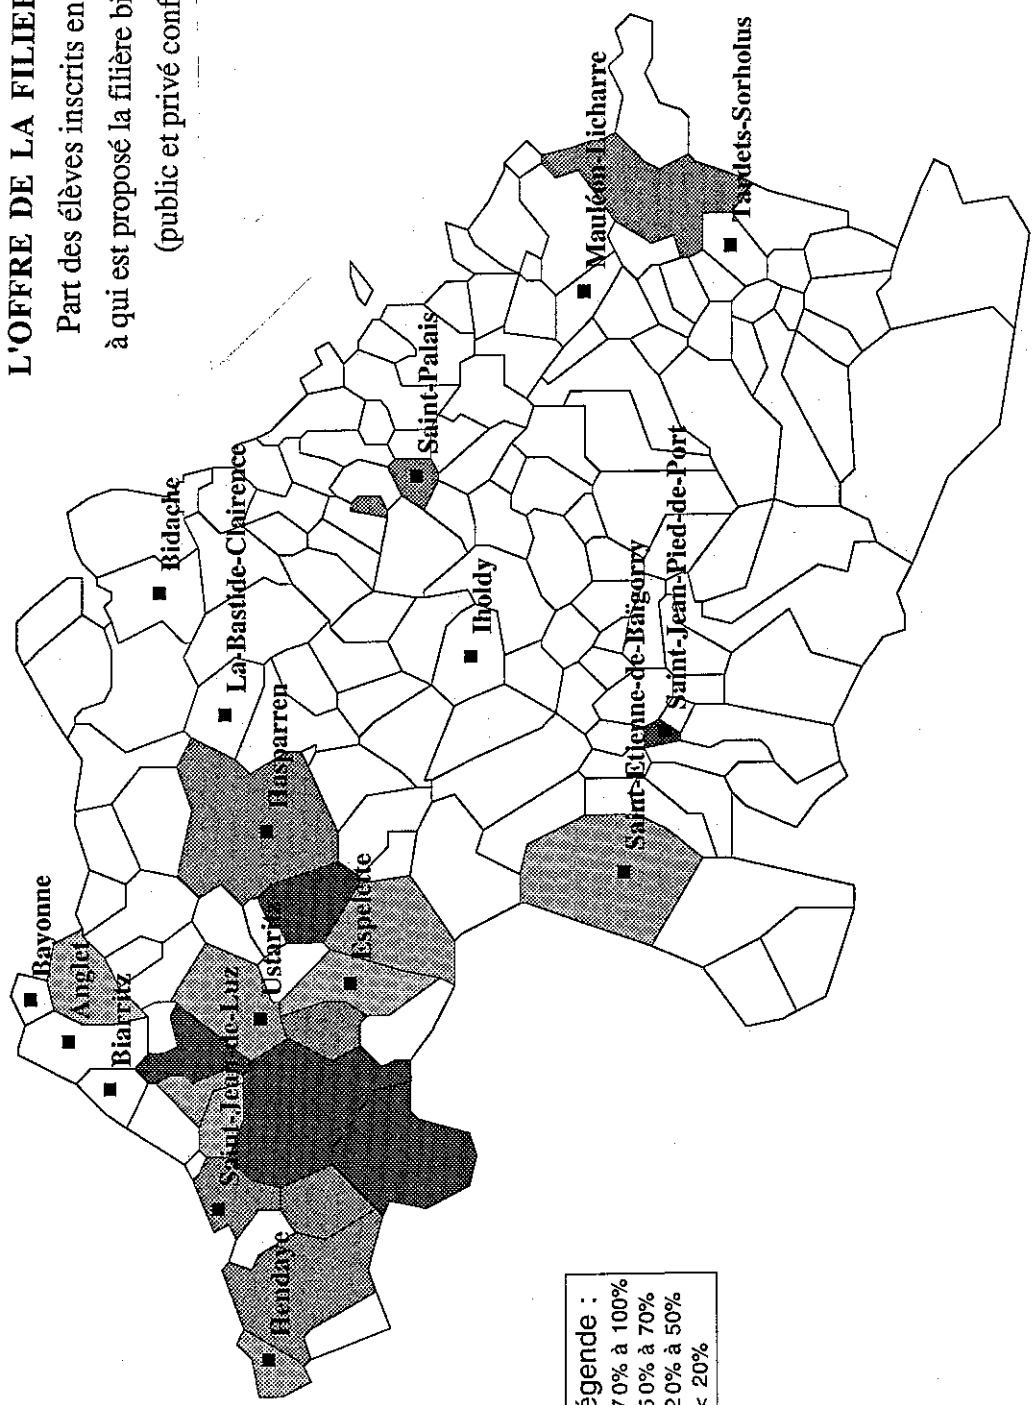 L'OFFRE DE LA FILIER
Part des élèves inscrits en
à qui est proposé la filière bi
(public et privé conf
Bayonne
Anglet
Biarritz
Saint-Jean-de-Luz
Hendaye
Ustaritz
Espelette
Hasparren
La-Bastide-Clairence
Bidache
Saint-Palais
Iholdy
Mauléon-Licharre
Tardets-Sorholus
Saint-Etienne-de-Baïgorry
Saint-Jean-Pied-de-Port
égende :
70% à 100%
50% à 70%
20% à 50%
< 20%